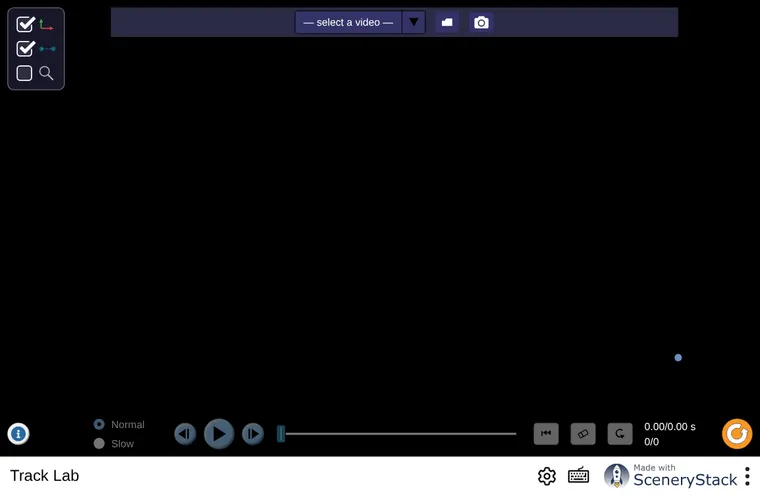 — select a video —
Normal
Slow
0.00/0.00 s
0/0
Track Lab
Made with
SceneryStack